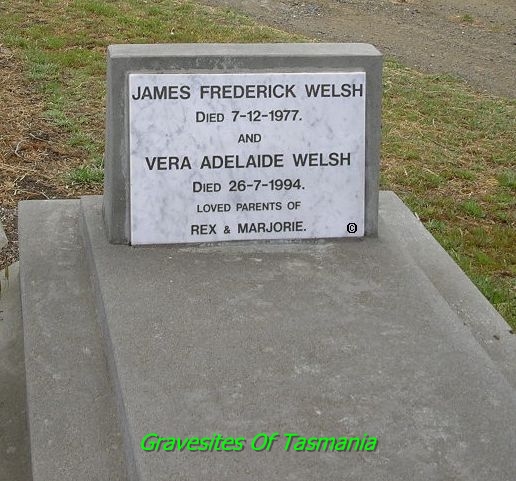 JAMES FREDERICK WELSH
DIED 7-12-1977.
AND
VERA ADELAIDE WELSH
DIED 26-7-1994.
LOVED PARENTS OF
REX & MARJORIE. ©
Gravesites Of Tasmania